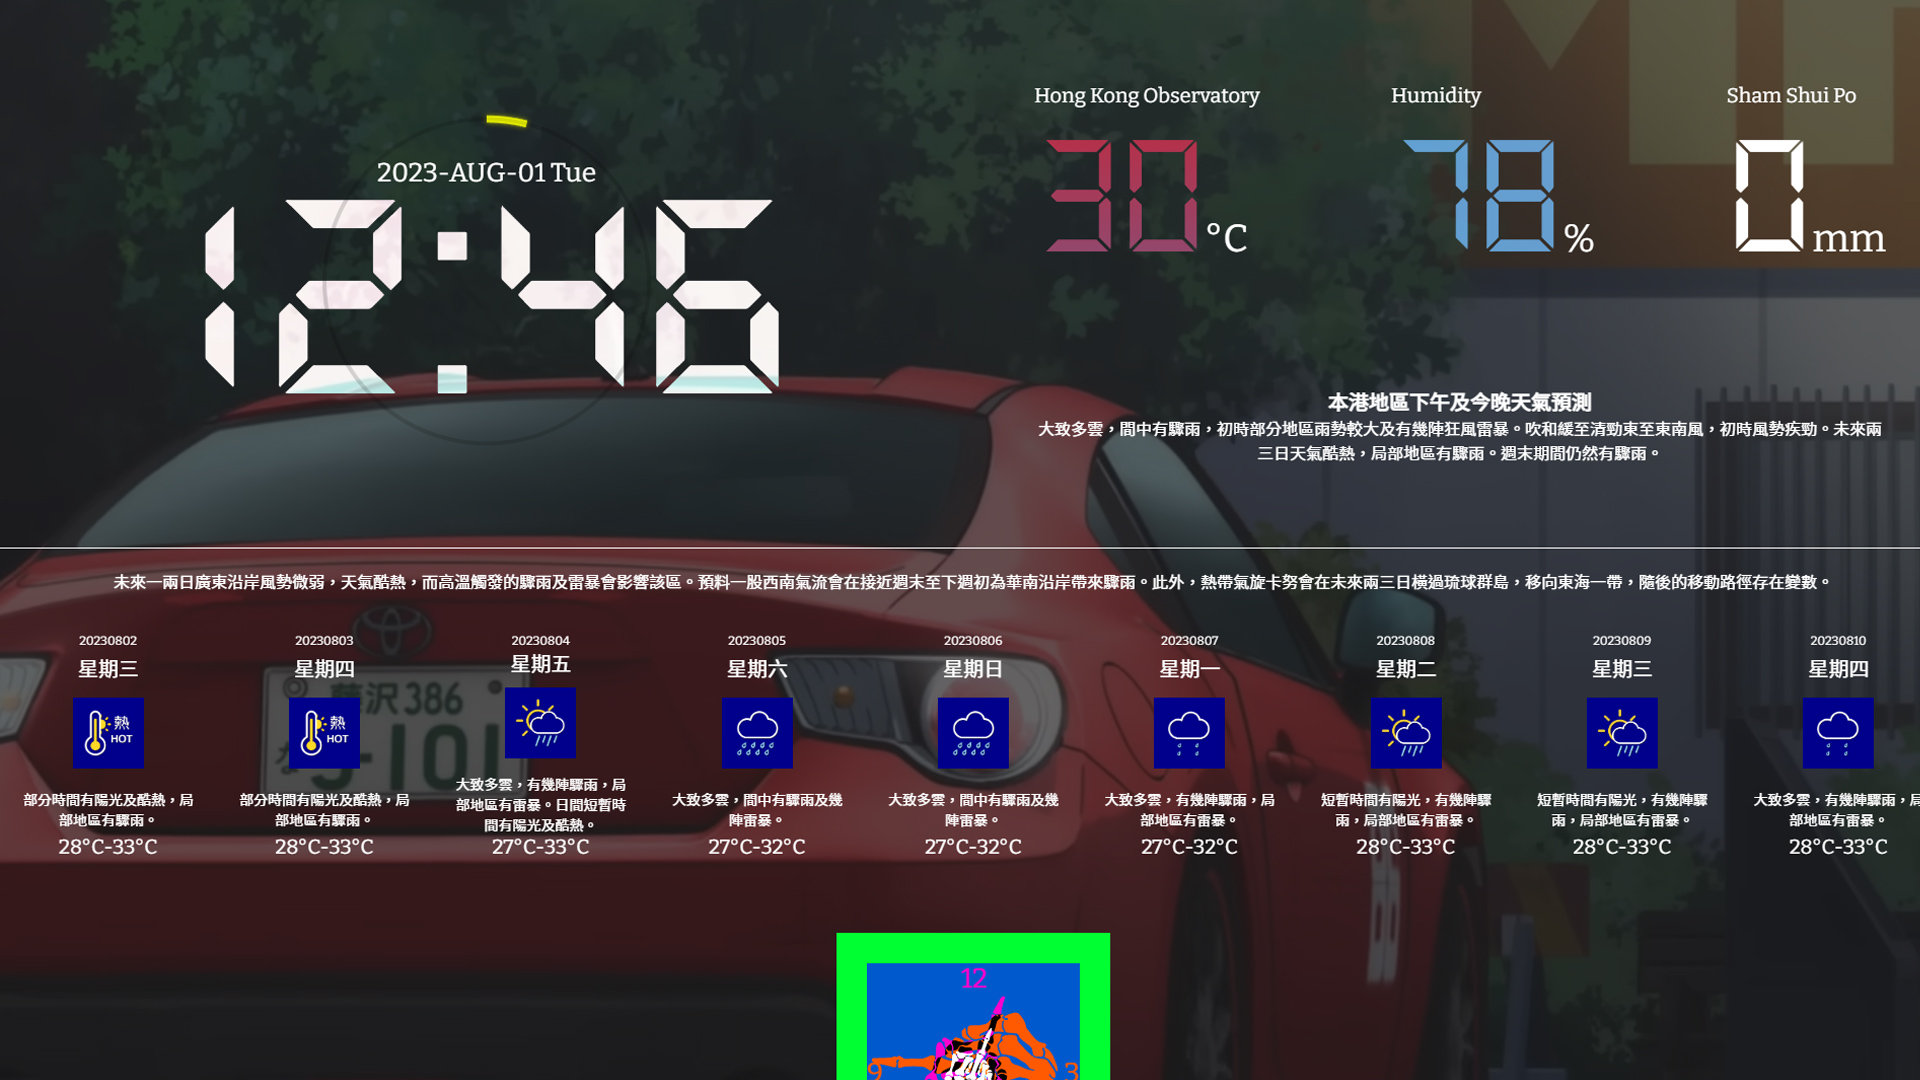 2023-AUG-01 Tue
12:46
Hong Kong Observatory
30°C
Humidity
78%
Sham Shui Po
0mm
本港地區下午及今晚天氣預測
大致多雲，間中有驟雨，初時部分地區雨勢較大及有幾陣狂風雷暴。吹和緩至清勁東至東南風，初時風勢疾勁。未來兩
三日天氣酷熱，局部地區有驟雨。週末期間仍然有驟雨。
未來一兩日廣東沿岸風勢微弱，天氣酷熱，而高溫觸發的驟雨及雷暴會影響該區。預料一股西南氣流會在接近週末至下週初為華南沿岸帶來驟雨。此外，熱帶氣旋卡努會在未來兩三日橫過琉球群島，移向東海一帶，隨後的移動路徑存在變數。
20230802
星期三
熱
HOT
部分時間有陽光及酷熱，局
部地區有驟雨。
28°C-33°C
20230803
星期四
熱
HOT
部分時間有陽光及酷熱，局
部地區有驟雨。
28°C-33°C
20230804
星期五
大致多雲，有幾陣驟雨，局
部地區有雷暴。日間短暫時
間有陽光及酷熱。
27°C-33°C
20230805
星期六
大致多雲，間中有驟雨及幾
陣雷暴。
27°C-32°C
20230806
星期日
大致多雲，間中有驟雨及幾
陣雷暴。
27°C-32°C
20230807
星期一
大致多雲，有幾陣驟雨，局
部地區有雷暴。
27°C-32°C
20230808
星期二
短暫時間有陽光，有幾陣驟
雨，局部地區有雷暴。
28°C-33°C
20230809
星期三
短暫時間有陽光，有幾陣驟
雨，局部地區有雷暴。
28°C-33°C
20230810
星期四
大致多雲，有幾陣驟雨，局
部地區有雷暴。
28°C-33°C
沢386
101
12
9
3